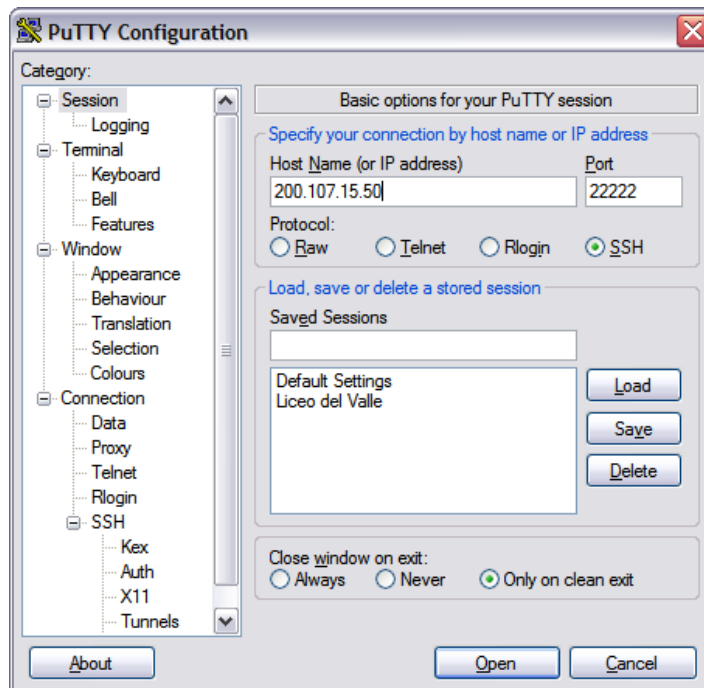 PuTTY Configuration
Category:
Session
Logging
Terminal
Keyboard
Bell
Features
Window
Appearance
Behaviour
Translation
Selection
Colours
Connection
Data
Proxy
Telnet
Rlogin
SSH
Kex
Auth
X11
Tunnels
Basic options for your PuTTY session
Specify your connection by host name or IP address
Host Name (or IP address) Port
200.107.15.50 22222
Protocol:
Raw Telnet Rlogin SSH
Load, save or delete a stored session
Saved Sessions
Default Settings
Liceo del Valle
Load
Save
Delete
Close window on exit:
Always Never Only on clean exit
About Open Cancel